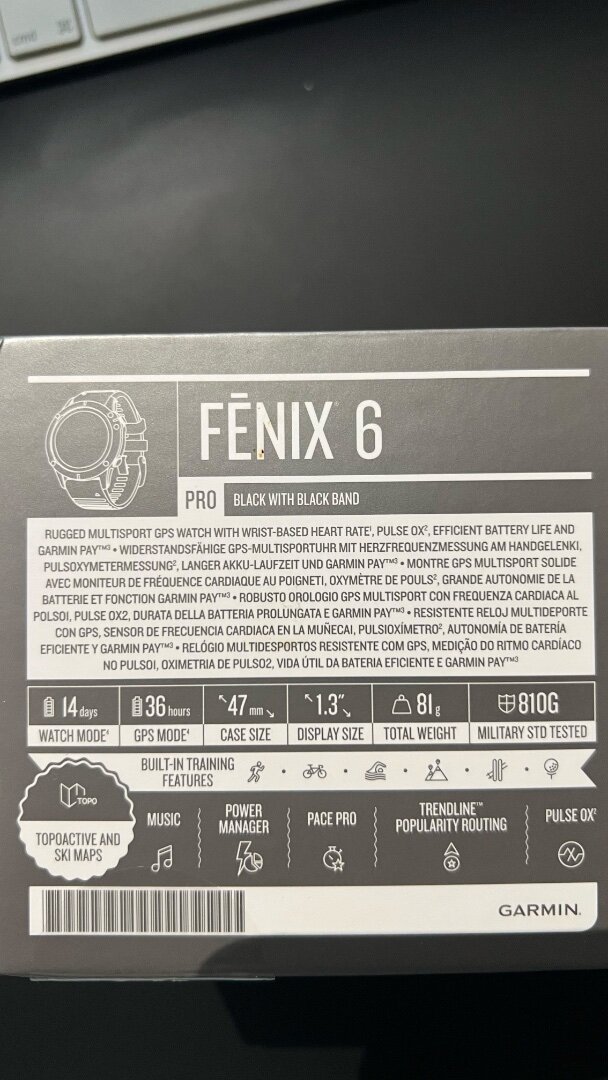 cmd ⌘
FĒNIX® 6
PRO BLACK WITH BLACK BAND
RUGGED MULTISPORT GPS WATCH WITH WRIST-BASED HEART RATE¹, PULSE OX², EFFICIENT BATTERY LIFE AND
GARMIN PAY™³ • WIDERSTANDSFÄHIGE GPS-MULTISPORTUHR MIT HERZFREQUENZMESSUNG AM HANDGELENK¹,
PULSOXYMETERMESSUNG², LANGER AKKU-LAUFZEIT UND GARMIN PAY™³ • MONTRE GPS MULTISPORT SOLIDE
AVEC MONITEUR DE FRÉQUENCE CARDIAQUE AU POIGNET¹, OXYMÈTRE DE POULS², GRANDE AUTONOMIE DE LA
BATTERIE ET FONCTION GARMIN PAY™³ • ROBUSTO OROLOGIO GPS MULTISPORT CON FREQUENZA CARDIACA AL
POLSO1, PULSE OX2, DURATA DELLA BATTERIA PROLUNGATA E GARMIN PAY™³ • RESISTENTE RELOJ MULTIDEPORTE
CON GPS, SENSOR DE FRECUENCIA CARDIACA EN LA MUÑECA¹, PULSIOXÍMETRO², AUTONOMÍA DE BATERÍA
EFICIENTE Y GARMIN PAY™³ • RELÓGIO MULTIDESPORTOS RESISTENTE COM GPS, MEDIÇÃO DO RITMO CARDÍACO
NO PULSO1, OXIMETRIA DE PULSO2, VIDA ÚTIL DA BATERIA EFICIENTE E GARMIN PAY™³
14 days 36 hours 47 mm 1.3″ 81 g 810G
WATCH MODE⁴ GPS MODE⁴ CASE SIZE DISPLAY SIZE TOTAL WEIGHT MILITARY STD TESTED
BUILT-IN TRAINING
FEATURES
TOPO
TOPOACTIVE AND
SKI MAPS
MUSIC
POWER
MANAGER
PACE PRO
TRENDLINE™
POPULARITY ROUTING
PULSE OX²
GARMIN.